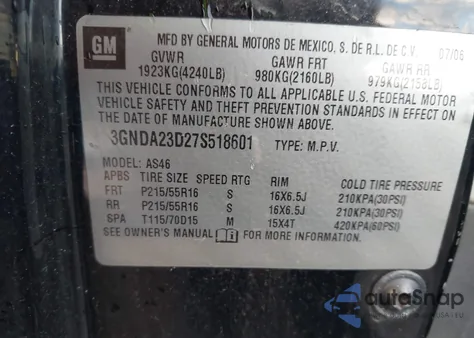 GM
MFD BY GENERAL MOTORS DE MEXICO, S. DE R.L. DE C.V. 07/06
GVWR GAWR FRT GAWR RR
1923KG(4240LB) 980KG(2160LB) 979KG(2158LB)
THIS VEHICLE CONFORMS TO ALL APPLICABLE U.S. FEDERAL MOTOR
VEHICLE SAFETY AND THEFT PREVENTION STANDARDS IN EFFECT ON
THE DATE OF MANUFACTURE SHOWN ABOVE.
3GNDA23D27S518601 TYPE: M.P.V.
MODEL: AS46
APBS TIRE SIZE SPEED RTG RIM COLD TIRE PRESSURE
FRT P215/55R16 S 16X6.5J 210KPA(30PSI)
RR P215/55R16 S 16X6.5J 210KPA(30PSI)
SPA T115/70D15 M 15X4T 420KPA(60PSI)
SEE OWNER'S MANUAL FOR MORE INFORMATION.
autoSnap